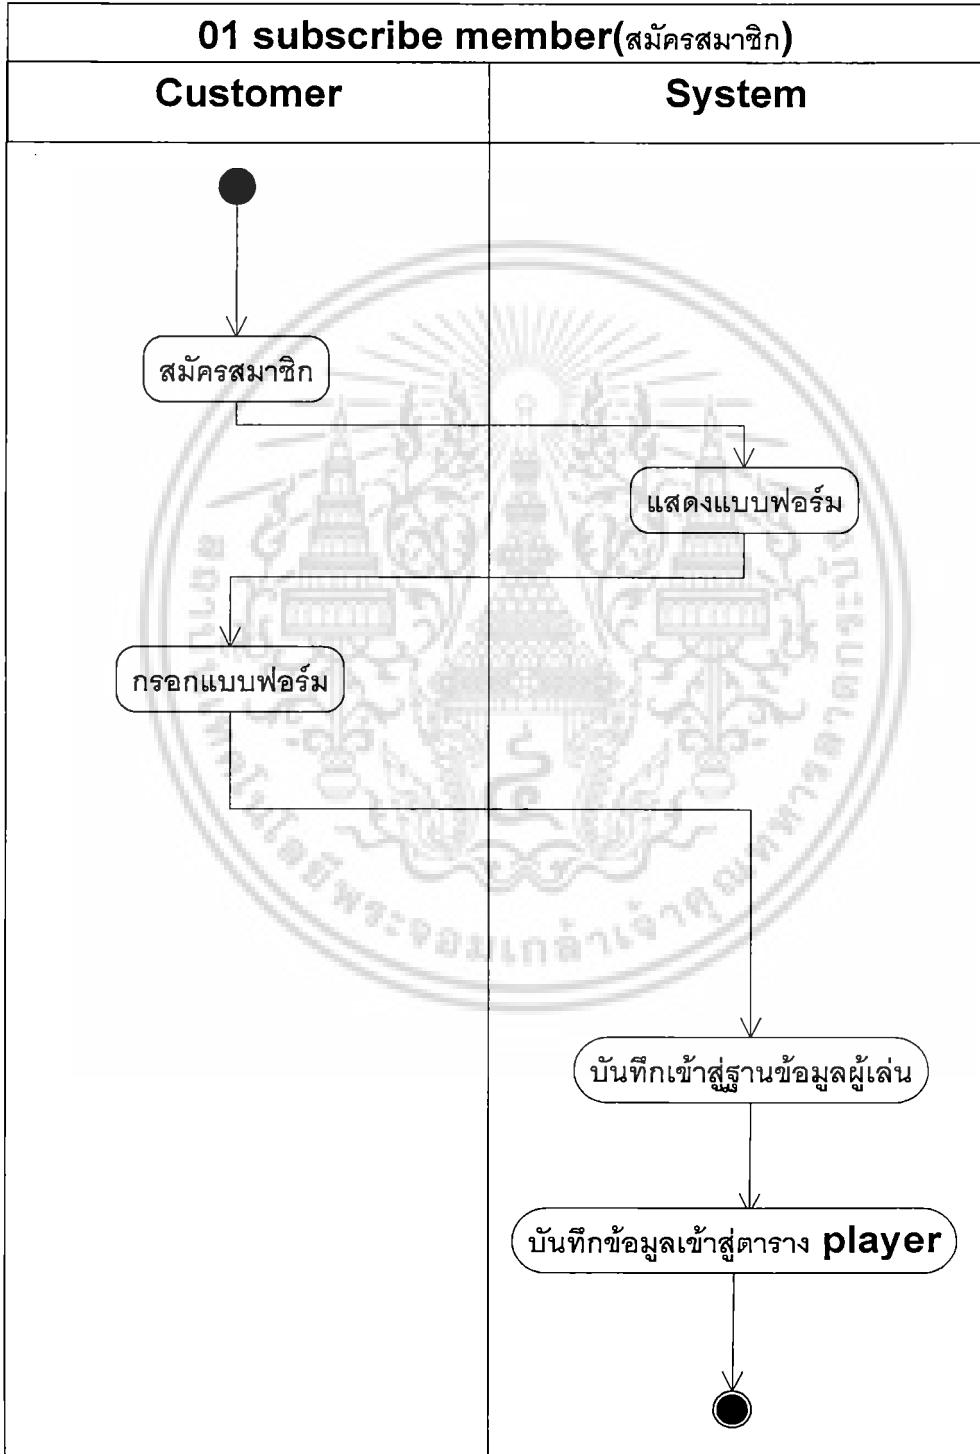 01 subscribe member(สมัครสมาชิก)
Customer
System
สมัครสมาชิก
แสดงแบบฟอร์ม
กรอกแบบฟอร์ม
บันทึกเข้าสู่ฐานข้อมูลผู้เล่น
บันทึกข้อมูลเข้าสู่ตาราง player